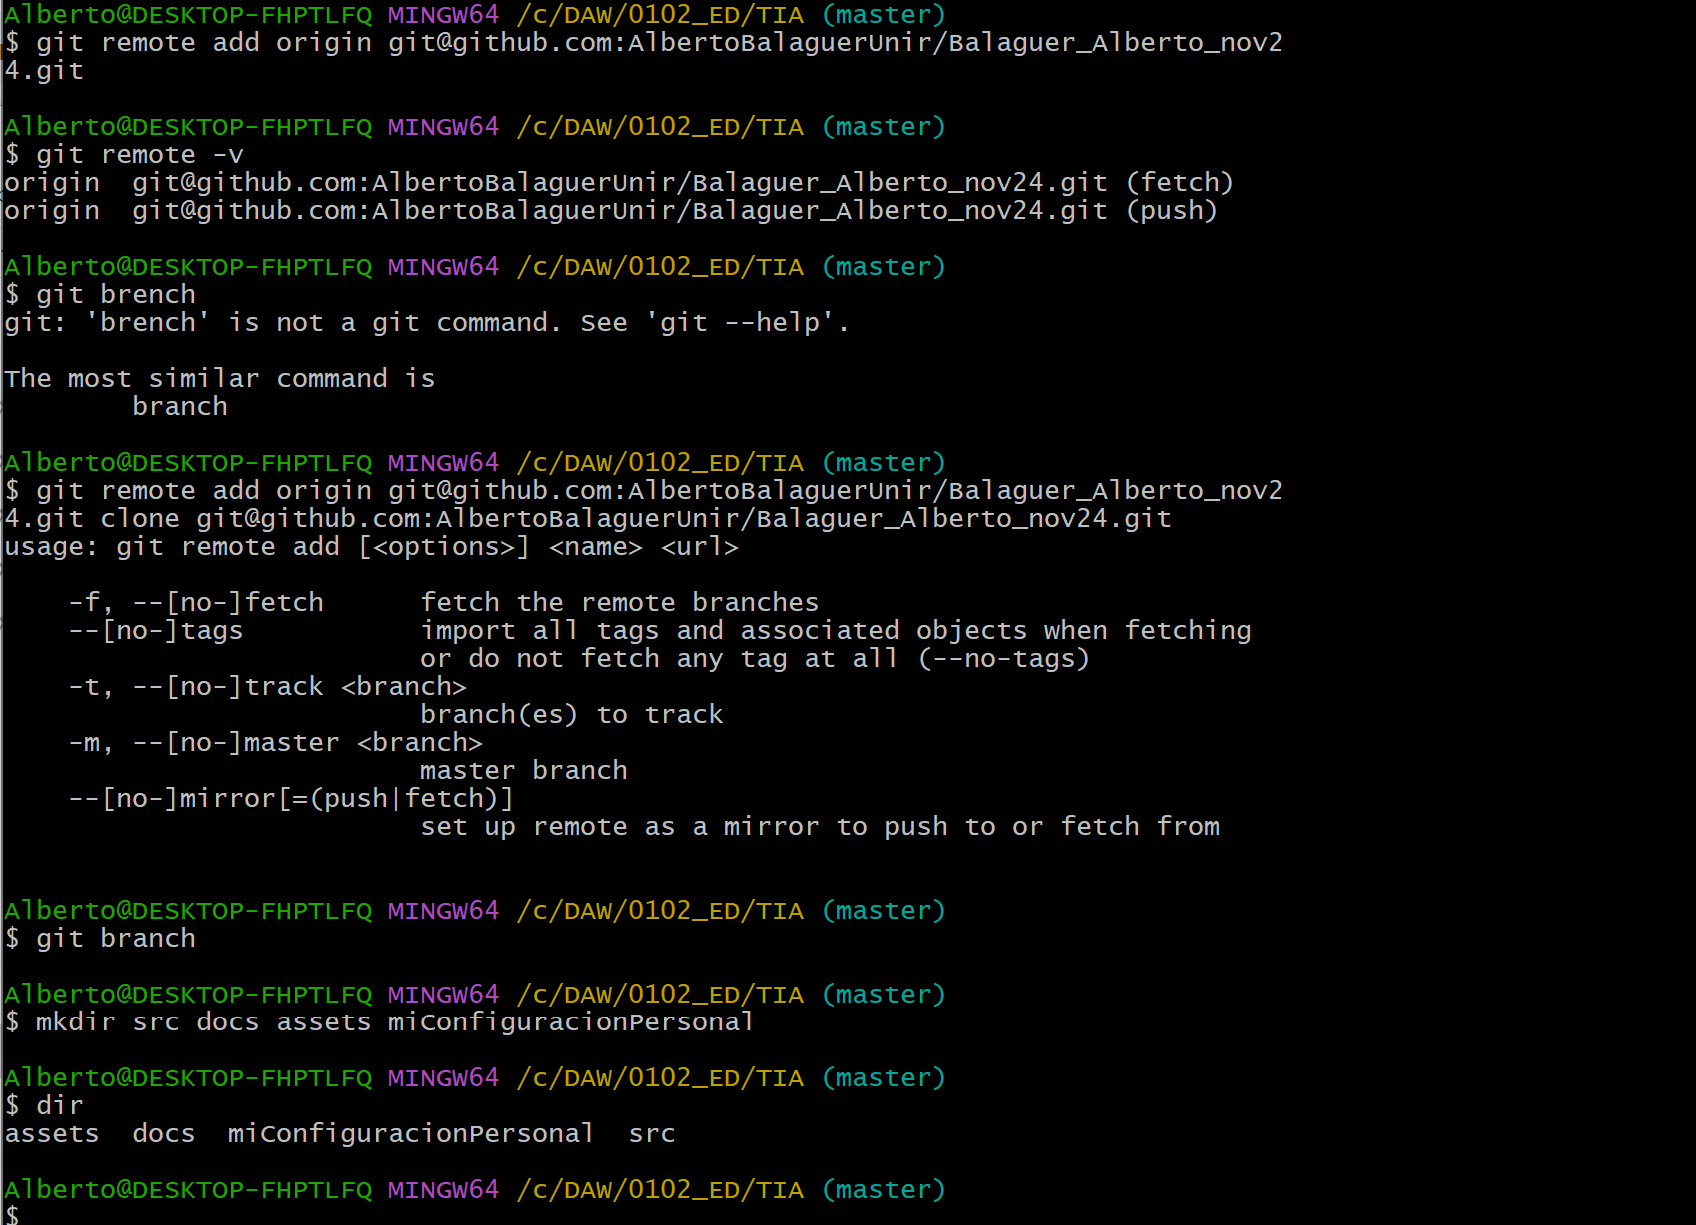 Alberto@DESKTOP-FHPTLFQ MINGW64 /c/DAW/0102_ED/TIA (master)
$ git remote add origin git@github.com:AlbertoBalaguerUnir/Balaguer_Alberto_nov2
4.git
Alberto@DESKTOP-FHPTLFQ MINGW64 /c/DAW/0102_ED/TIA (master)
$ git remote -v
origin  git@github.com:AlbertoBalaguerUnir/Balaguer_Alberto_nov24.git (fetch)
origin  git@github.com:AlbertoBalaguerUnir/Balaguer_Alberto_nov24.git (push)
Alberto@DESKTOP-FHPTLFQ MINGW64 /c/DAW/0102_ED/TIA (master)
$ git brench
git: 'brench' is not a git command. See 'git --help'.
The most similar command is
        branch
Alberto@DESKTOP-FHPTLFQ MINGW64 /c/DAW/0102_ED/TIA (master)
$ git remote add origin git@github.com:AlbertoBalaguerUnir/Balaguer_Alberto_nov2
4.git clone git@github.com:AlbertoBalaguerUnir/Balaguer_Alberto_nov24.git
usage: git remote add [<options>] <name> <url>
    -f, --[no-]fetch      fetch the remote branches
    --[no-]tags           import all tags and associated objects when fetching
                          or do not fetch any tag at all (--no-tags)
    -t, --[no-]track <branch>
                          branch(es) to track
    -m, --[no-]master <branch>
                          master branch
    --[no-]mirror[=(push|fetch)]
                          set up remote as a mirror to push to or fetch from
Alberto@DESKTOP-FHPTLFQ MINGW64 /c/DAW/0102_ED/TIA (master)
$ git branch
Alberto@DESKTOP-FHPTLFQ MINGW64 /c/DAW/0102_ED/TIA (master)
$ mkdir src docs assets miConfiguracionPersonal
Alberto@DESKTOP-FHPTLFQ MINGW64 /c/DAW/0102_ED/TIA (master)
$ dir
assets  docs  miConfiguracionPersonal  src
Alberto@DESKTOP-FHPTLFQ MINGW64 /c/DAW/0102_ED/TIA (master)
$